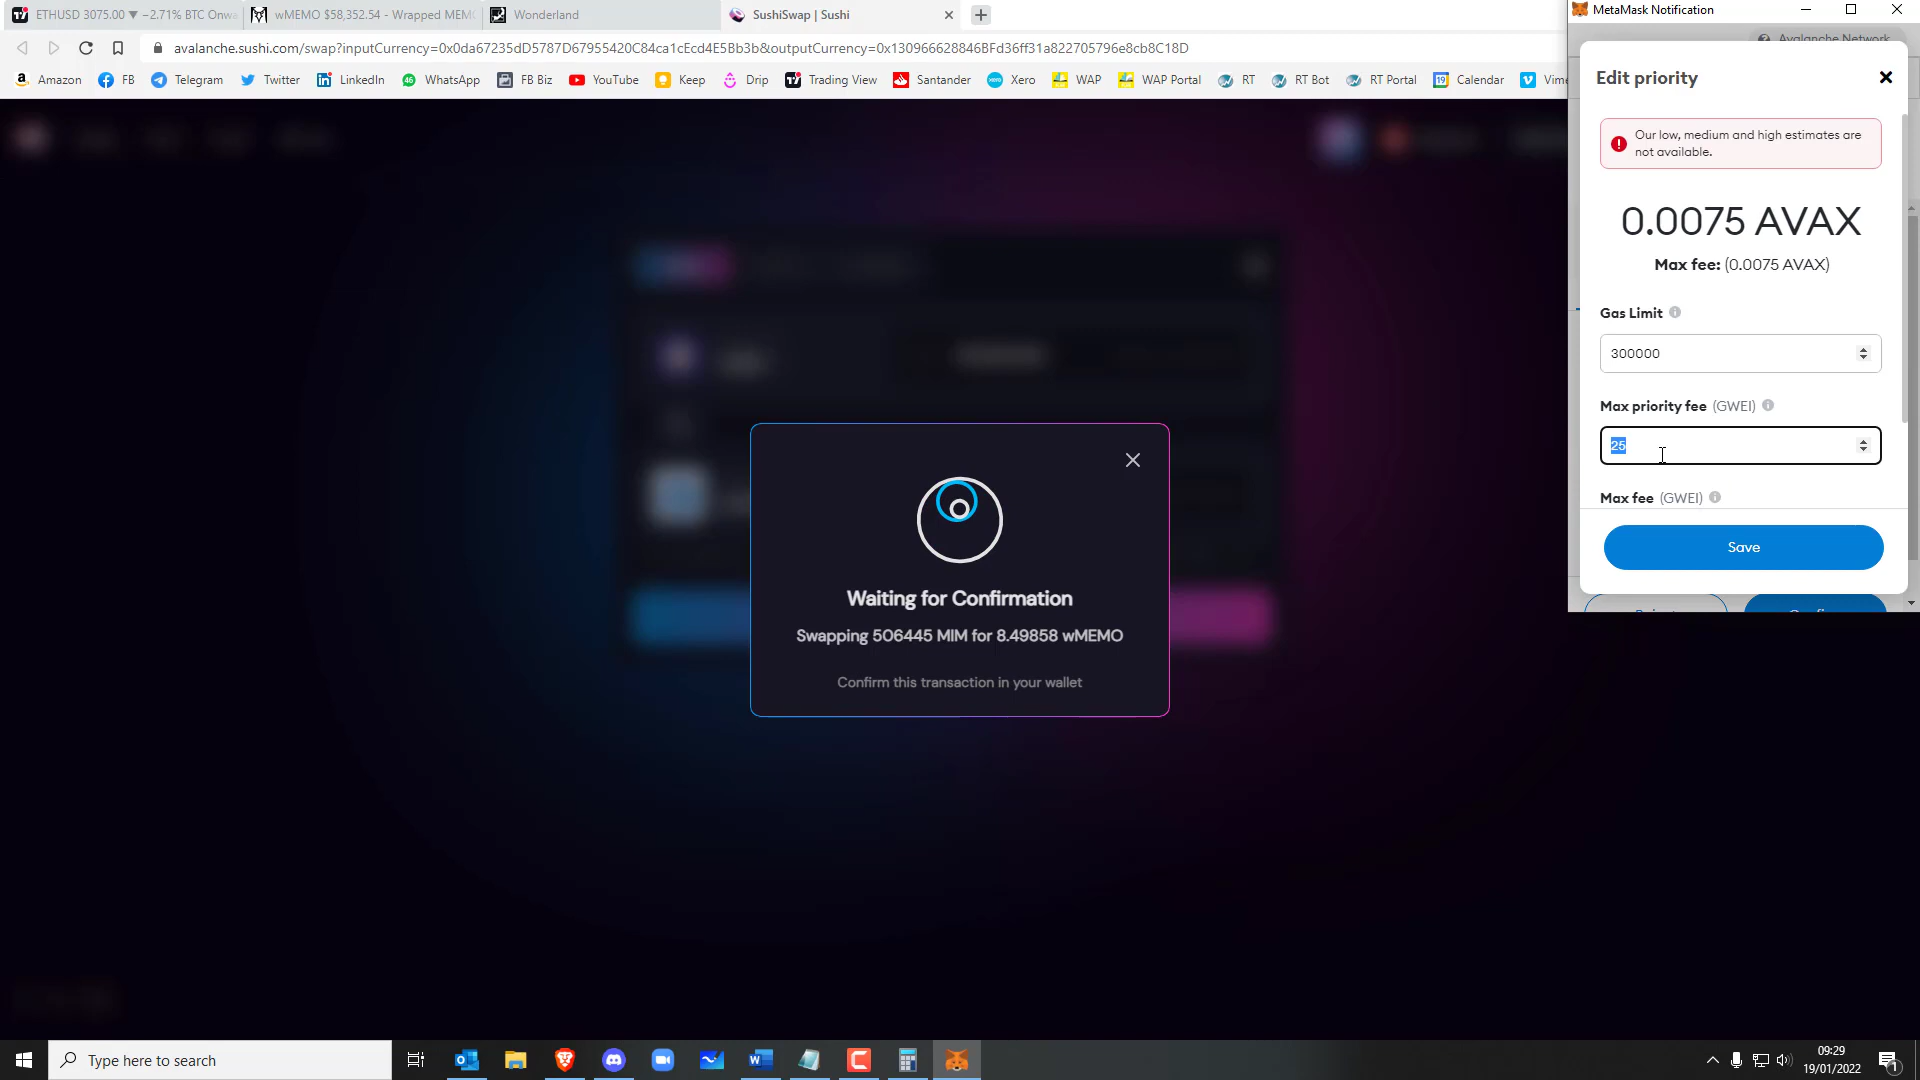 ETHUSD 3075.00 ▼ −2.71% BTC Onwa
wMEMO $58,352.54 - Wrapped MEM
Wonderland
SushiSwap | Sushi
MetaMask Notification
avalanche.sushi.com/swap?inputCurrency=0x0da67235dD5787D67955420C84ca1cEcd4E5Bb3b&outputCurrency=0x130966628846BFd36ff31a822705796e8cb8C18D
Avalanche Network
Amazon
FB
Telegram
Twitter
LinkedIn
WhatsApp
FB Biz
YouTube
Keep
Drip
Trading View
Santander
Xero
WAP
WAP Portal
RT
RT Bot
RT Portal
Calendar
Vime
Edit priority
Our low, medium and high estimates are
not available.
0.0075 AVAX
Max fee: (0.0075 AVAX)
Gas Limit
300000
Max priority fee (GWEI)
25
Max fee (GWEI)
Save
Waiting for Confirmation
Swapping 506445 MIM for 8.49858 wMEMO
Confirm this transaction in your wallet
Type here to search
09:29
19/01/2022
1